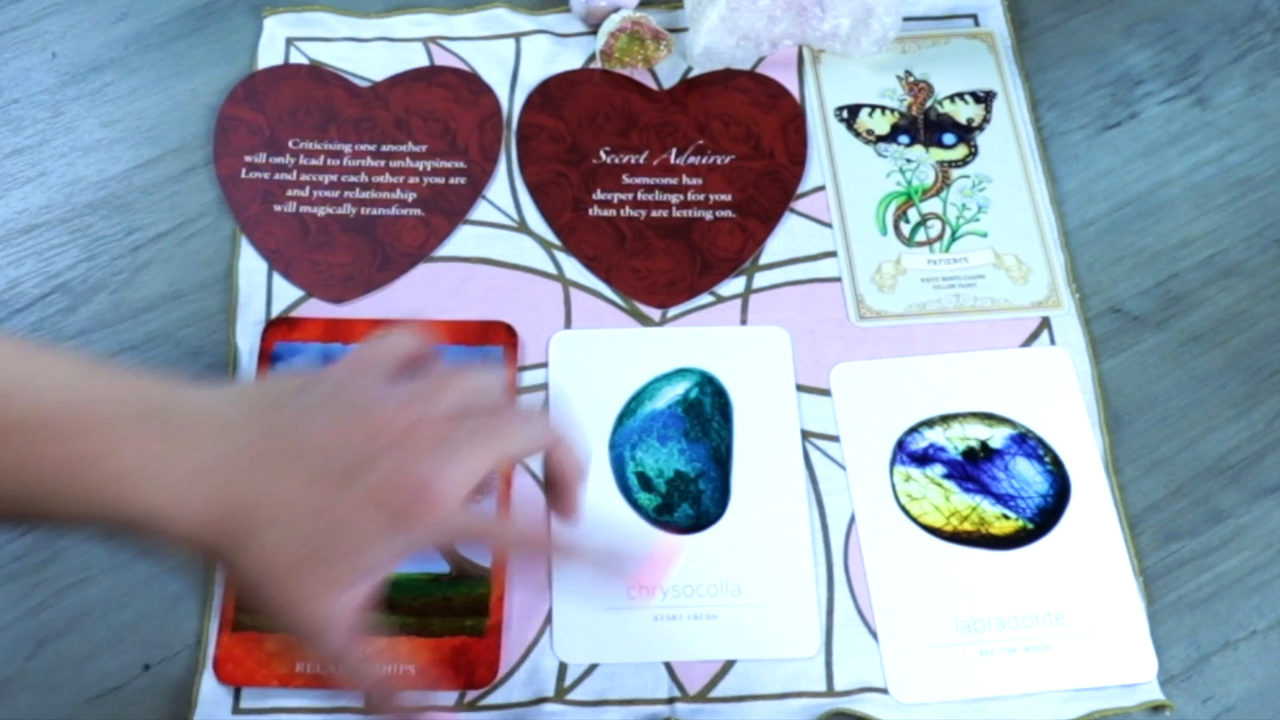 Criticising one another
will only lead to further unhappiness.
Love and accept each other as you are
and your relationship
will magically transform.
Secret Admirer
Someone has
deeper feelings for you
than they are letting on.
PATIENCE
chrysocolla
START FRESH
labradorite